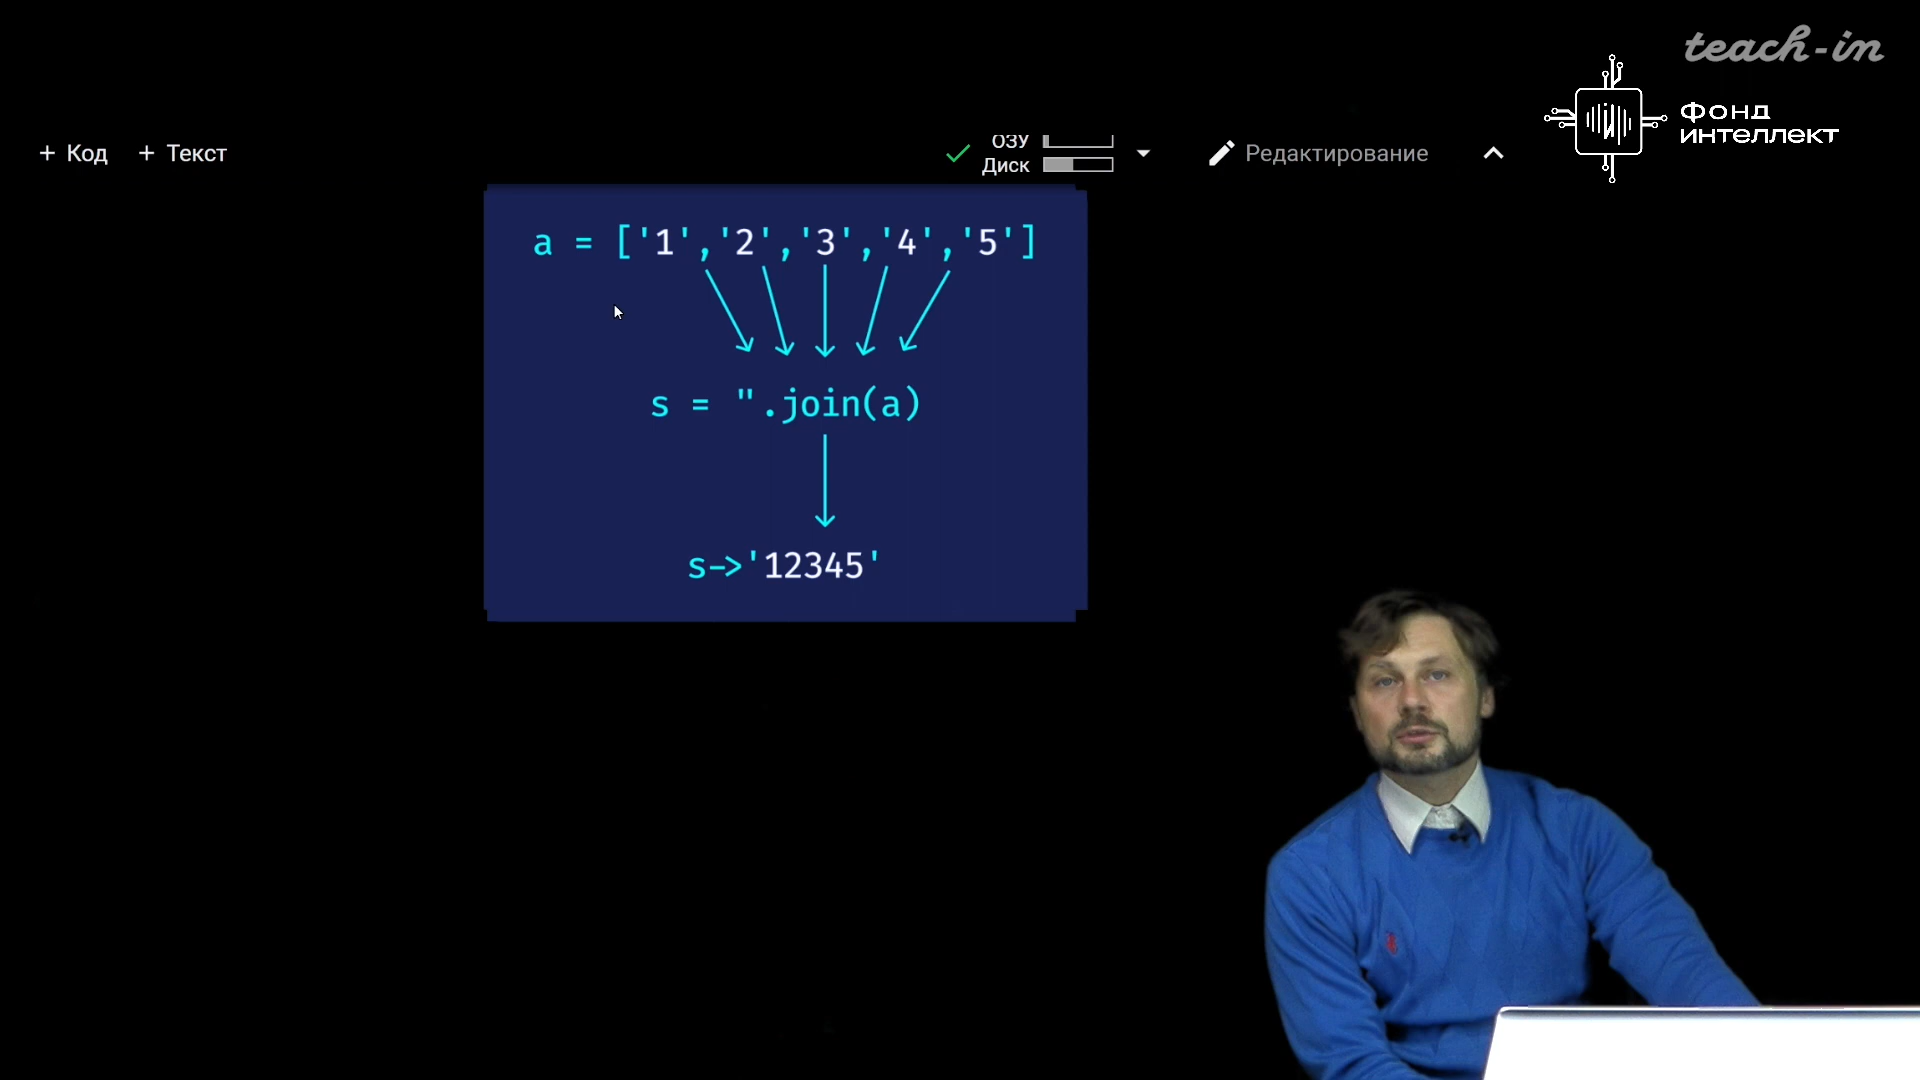 teach-in
ФОНД
ИНТЕЛЛЕКТ
+ Код + Текст
ОЗУ
Диск
Редактирование
a = ['1','2','3','4','5']
s = ''.join(a)
s->'12345'